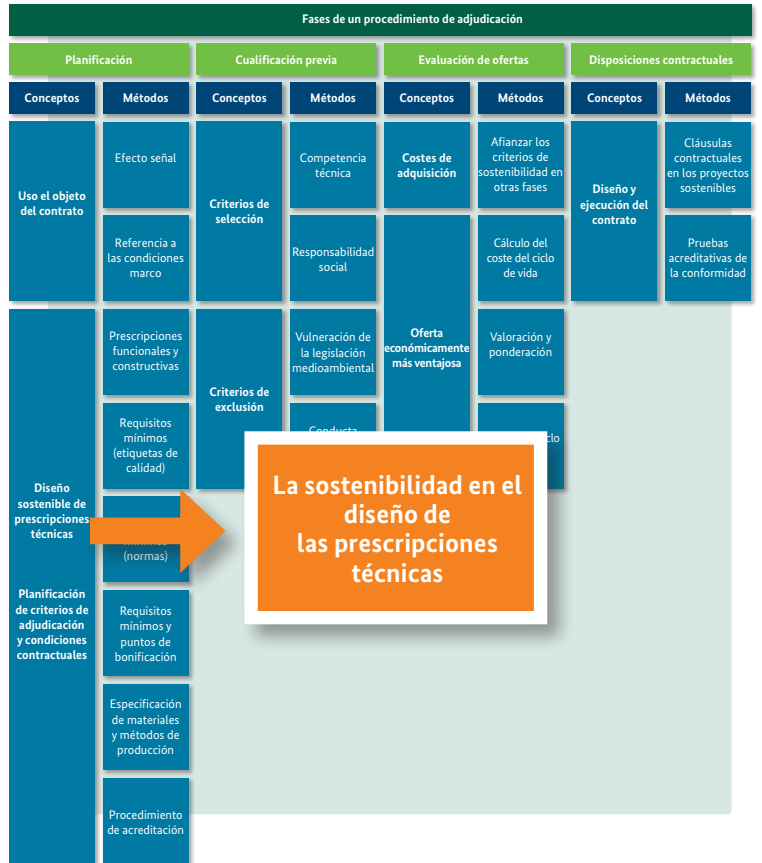 Fases de un procedimiento de adjudicación
Planificación
Cualificación previa
Evaluación de ofertas
Disposiciones contractuales
Conceptos
Métodos
Conceptos
Métodos
Conceptos
Métodos
Conceptos
Métodos
Uso el objeto
del contrato
Efecto señal
Referencia a
las condiciones
marco
Diseño
sostenible de
prescripciones
técnicas
Planificación
de criterios de
adjudicación
y condiciones
contractuales
Prescripciones
funcionales y
constructivas
Requisitos
mínimos
(etiquetas de
calidad)
(normas)
Requisitos
mínimos y
puntos de
bonificación
Especificación
de materiales
y métodos de
producción
Procedimiento
de acreditación
Criterios de
selección
Competencia
técnica
Responsabilidad
social
Criterios de
exclusión
Vulneración de
la legislación
medioambiental
Conducta
Costes de
adquisición
Afianzar los
criterios de
sostenibilidad en
otras fases
Oferta
económicamente
más ventajosa
Cálculo del
coste del ciclo
de vida
Valoración y
ponderación
Diseño y
ejecución del
contrato
Cláusulas
contractuales
en los proyectos
sostenibles
Pruebas
acreditativas de
la conformidad
La sostenibilidad en el
diseño de
las prescripciones
técnicas